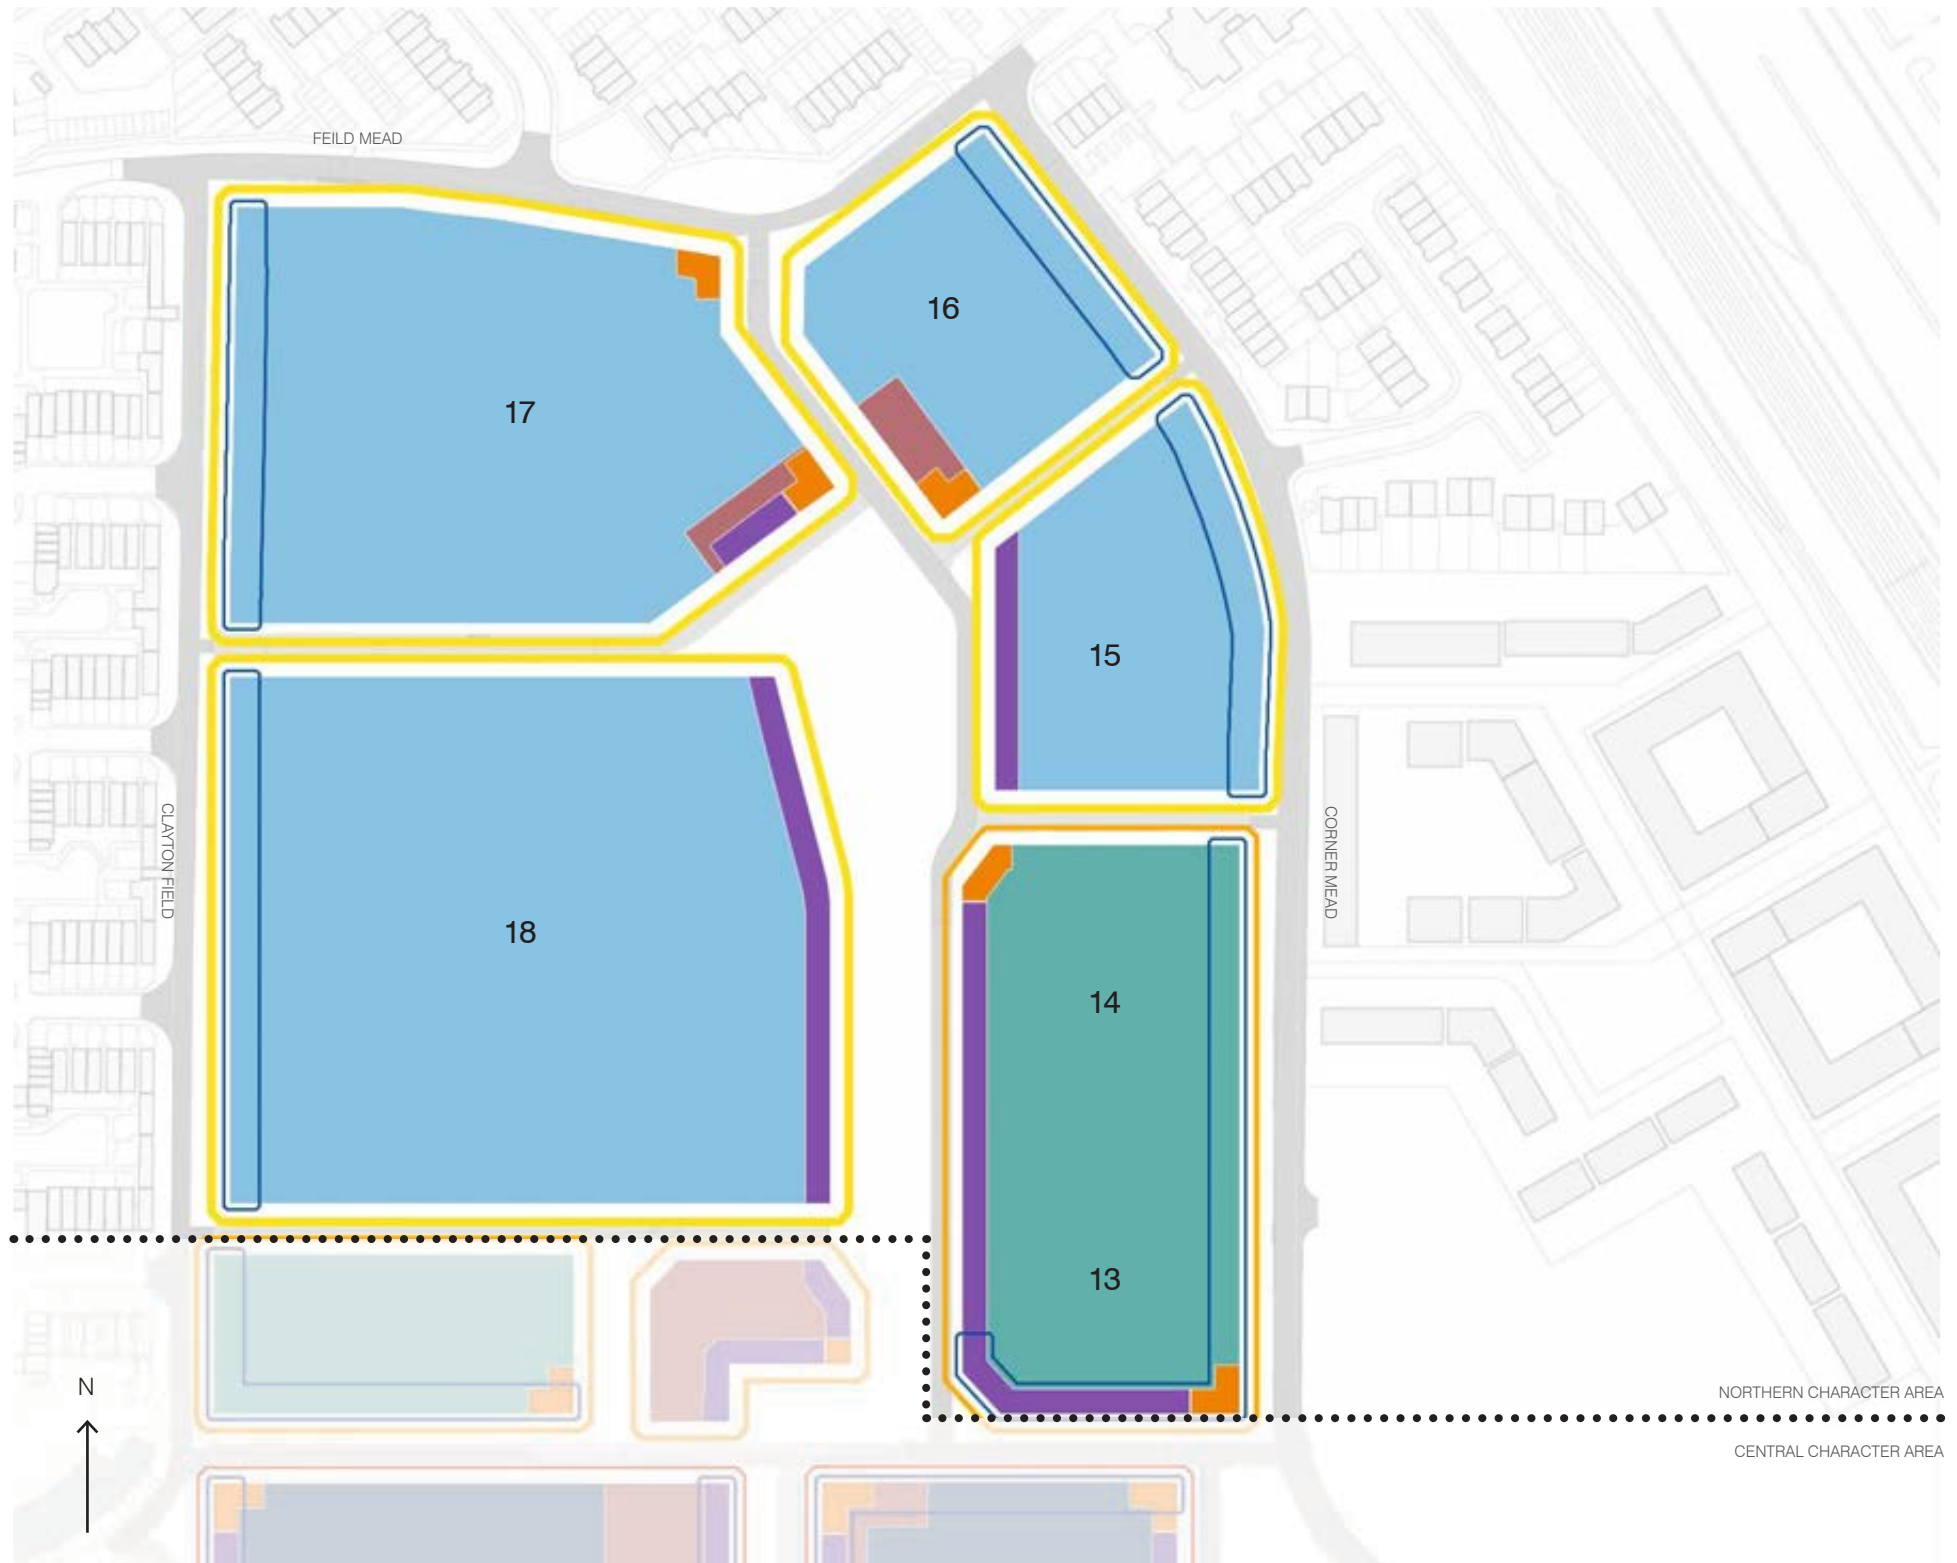 FEILD MEAD
16
17
15
CLAYTON FIELD
CORNER MEAD
18
14
13
N
NORTHERN CHARACTER AREA
CENTRAL CHARACTER AREA